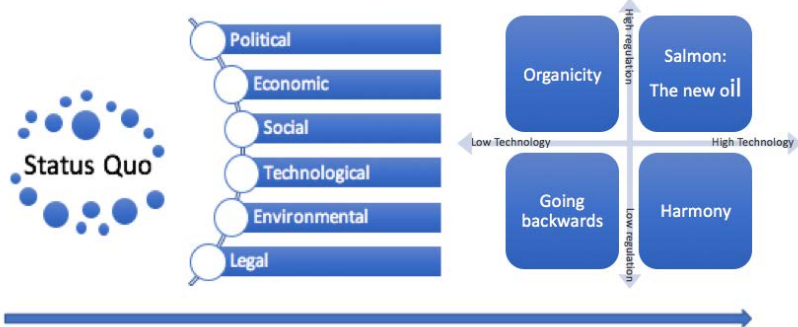 Status Quo
Political
Economic
Social
Technological
Environmental
Legal
High regulation
Organicity
Salmon:
The new oil
Low Technology
High Technology
Going
backwards
Harmony
Low regulation